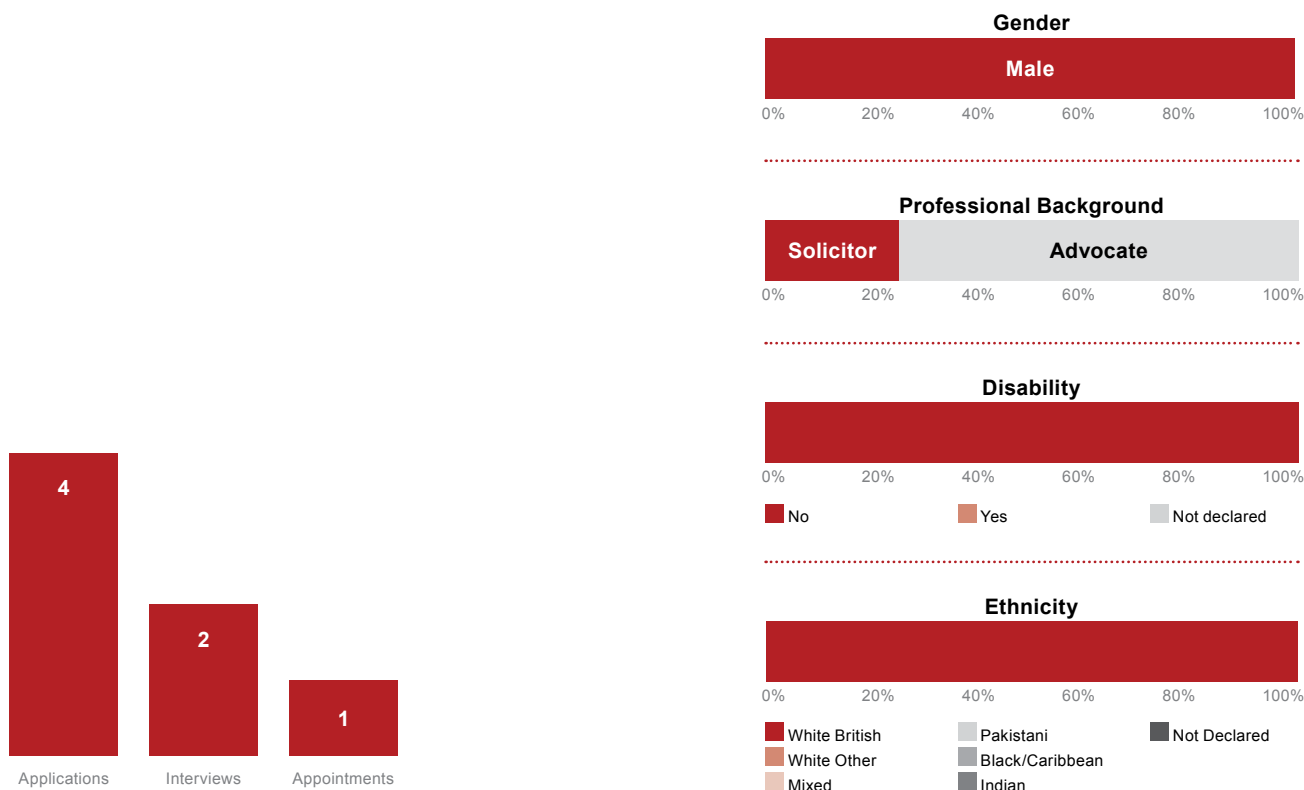 4
2
1
Applications Interviews Appointments
Gender
Male
0% 20% 40% 60% 80% 100%
Professional Background
Solicitor Advocate
0% 20% 40% 60% 80% 100%
Disability
0% 20% 40% 60% 80% 100%
No Yes Not declared
Ethnicity
0% 20% 40% 60% 80% 100%
White British Pakistani Not Declared
White Other Black/Caribbean
Mixed Indian